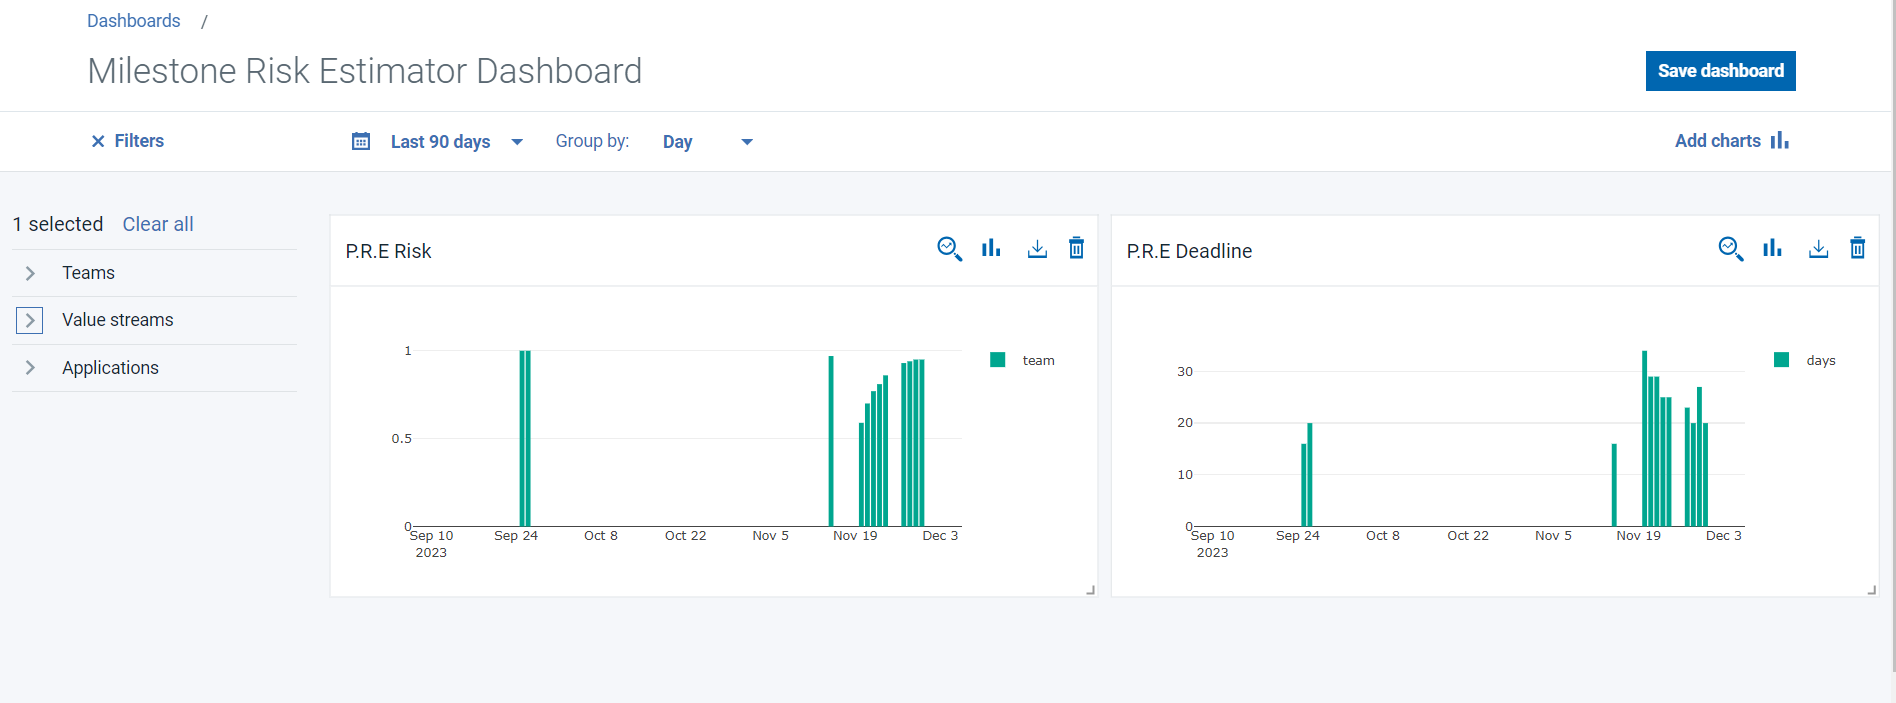 Dashboards /
Milestone Risk Estimator Dashboard
Save dashboard
Filters
Last 90 days
Group by:
Day
Add charts
1 selected
Clear all
Teams
Value streams
Applications
P.R.E Risk
1
0.5
0
Sep 10
2023
Sep 24
Oct 8
Oct 22
Nov 5
Nov 19
Dec 3
team
P.R.E Deadline
30
20
10
0
Sep 10
2023
Sep 24
Oct 8
Oct 22
Nov 5
Nov 19
Dec 3
days